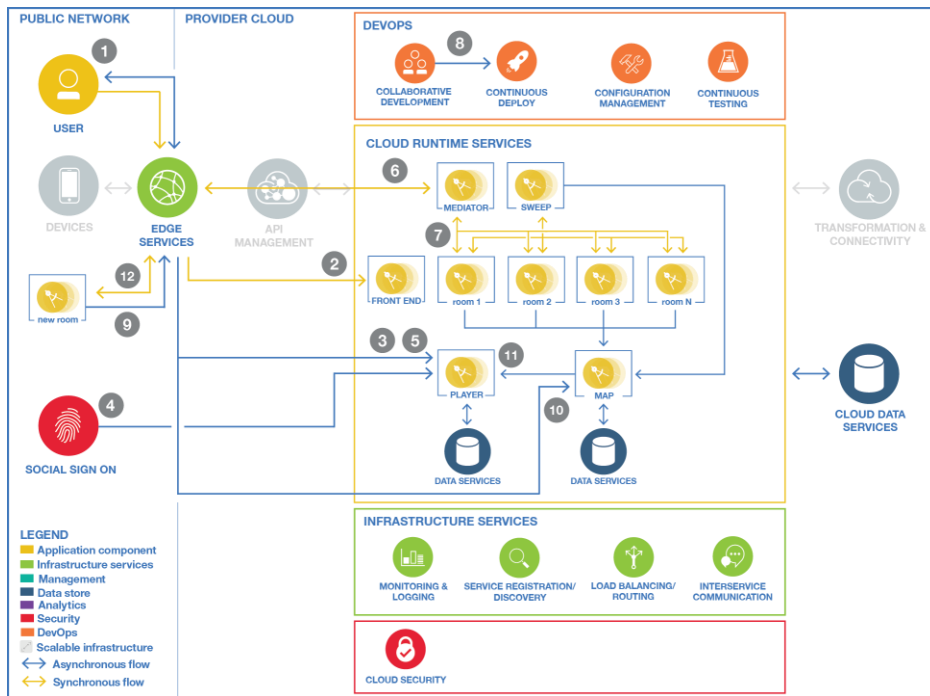 PUBLIC NETWORK
PROVIDER CLOUD
1
USER
DEVICES
EDGE
SERVICES
API
MANAGEMENT
12
new room
9
2
4
SOCIAL SIGN ON
DEVOPS
8
COLLABORATIVE
DEVELOPMENT
CONTINUOUS
DEPLOY
CONFIGURATION
MANAGEMENT
CONTINUOUS
TESTING
CLOUD RUNTIME SERVICES
6
MEDIATOR
SWEEP
7
FRONT END
room 1
room 2
room 3
room N
3
5
11
PLAYER
10
MAP
DATA SERVICES
DATA SERVICES
TRANSFORMATION &
CONNECTIVITY
CLOUD DATA
SERVICES
INFRASTRUCTURE SERVICES
MONITORING &
LOGGING
SERVICE REGISTRATION/
DISCOVERY
LOAD BALANCING/
ROUTING
INTERSERVICE
COMMUNICATION
CLOUD SECURITY
LEGEND
Application component
Infrastructure services
Management
Data store
Analytics
Security
DevOps
Scalable infrastructure
Asynchronous flow
Synchronous flow